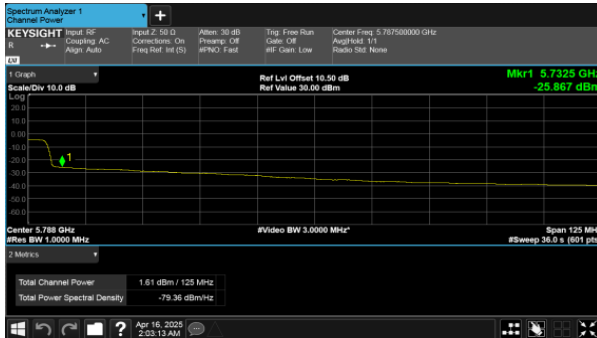 Spectrum Analyzer 1
Channel Power
KEYSIGHT Input: RF Input Z: 50 Ω Atten: 30 dB Trig: Free Run Center Freq: 5.787500000 GHz
R Coupling: AC Corrections: On Preamp: Off Gate: Off Avg|Hold: 1/1
Align: Auto Freq Ref: Int (S) #PNO: Fast #IF Gain: Low Radio Std: None
1 Graph Ref Lvl Offset 10.50 dB Mkr1 5.7325 GHz
Scale/Div 10.0 dB Ref Value 30.00 dBm -25.867 dBm
Log
20.0
10.0
0.00
-10.0
1
-20.0
-30.0
-40.0
-50.0
-60.0
Center 5.788 GHz #Video BW 3.0000 MHz* Span 125 MH
#Res BW 1.0000 MHz #Sweep 36.0 s (601 pts
2 Metrics
Total Channel Power 1.61 dBm / 125 MHz
Total Power Spectral Density -79.36 dBm/Hz
? Apr 16, 2025
2:03:13 AM